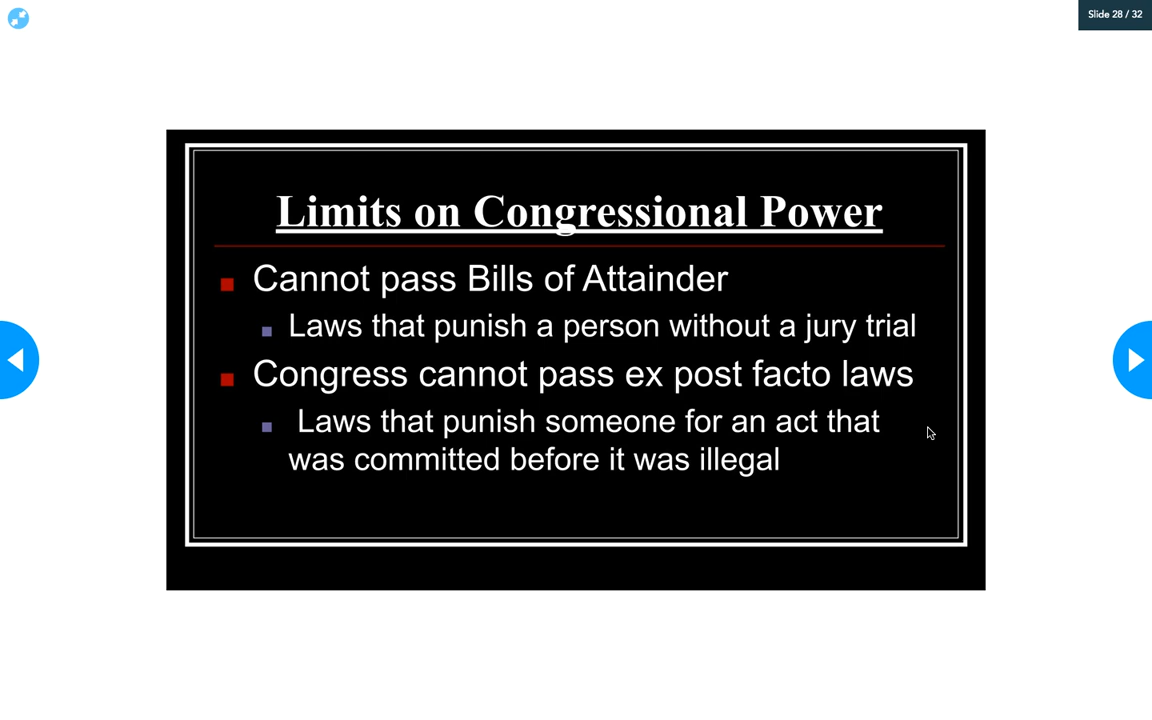 Slide 28 / 32
Limits on Congressional Power
Cannot pass Bills of Attainder
Laws that punish a person without a jury trial
Congress cannot pass ex post facto laws
Laws that punish someone for an act that
was committed before it was illegal